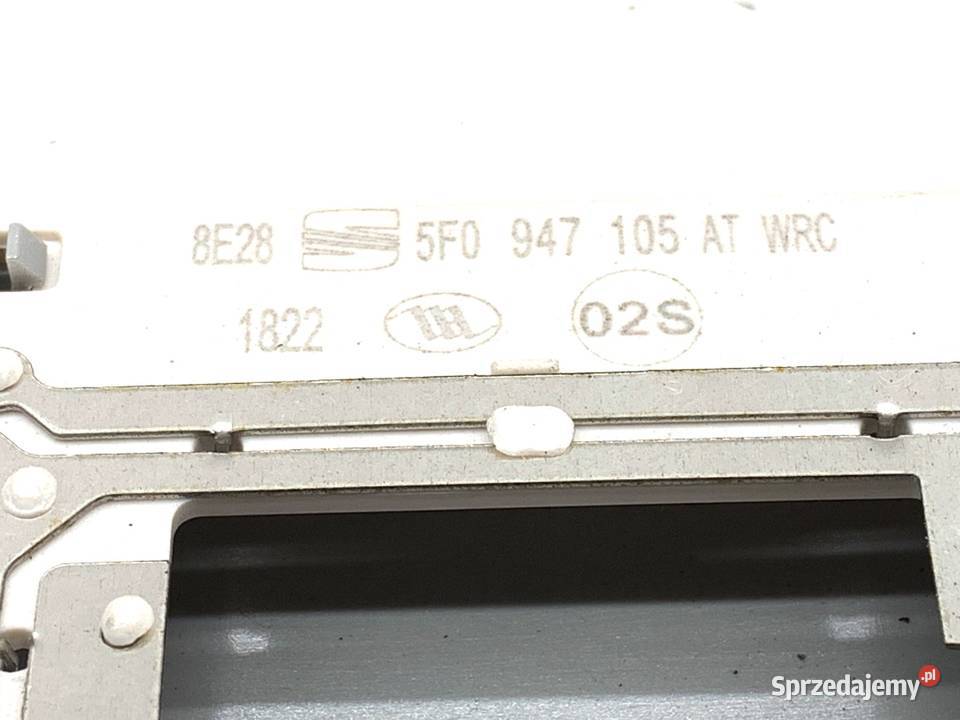 8E28 5F0 947 105 AT WRC
1822 02S
Sprzedajemy.pl